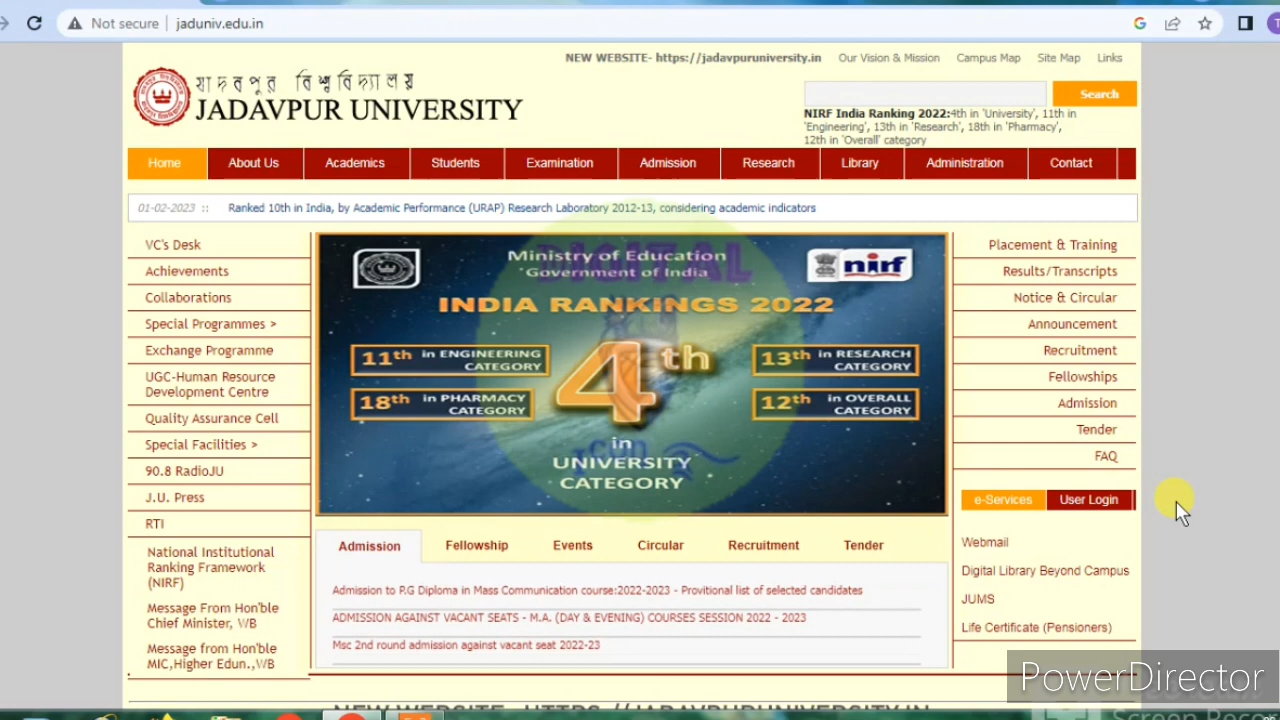 Not secure | jaduniv.edu.in
NEW WEBSITE- https://jadavpuruniversity.in Our Vision & Mission Campus Map Site Map Links
যাদবপুর বিশ্ববিদ্যালয়
JADAVPUR UNIVERSITY
Search
NIRF India Ranking 2022:4th in 'University', 11th in
'Engineering', 13th in 'Research', 18th in 'Pharmacy',
12th in 'Overall' category
Home About Us Academics Students Examination Admission Research Library Administration Contact
01-02-2023 :: Ranked 10th in India, by Academic Performance (URAP) Research Laboratory 2012-13, considering academic indicators
VC's Desk
Achievements
Collaborations
Special Programmes >
Exchange Programme
UGC-Human Resource
Development Centre
Quality Assurance Cell
Special Facilities >
90.8 RadioJU
J.U. Press
RTI
National Institutional
Ranking Framework
(NIRF)
Message From Hon'ble
Chief Minister, WB
Message from Hon'ble
MIC,Higher Edun.,WB
DIGITAL
Ministry of Education
Government of India
nirf
INDIA RANKINGS 2022
11th in ENGINEERING
CATEGORY
4th
13th in RESEARCH
CATEGORY
18th in PHARMACY
CATEGORY
12th in OVERALL
CATEGORY
in
UNIVERSITY
CATEGORY
Placement & Training
Results/Transcripts
Notice & Circular
Announcement
Recruitment
Fellowships
Admission
Tender
FAQ
e-Services User Login
Webmail
Digital Library Beyond Campus
JUMS
Life Certificate (Pensioners)
Admission Fellowship Events Circular Recruitment Tender
Admission to P.G Diploma in Mass Communication course:2022-2023 - Provitional list of selected candidates
ADMISSION AGAINST VACANT SEATS - M.A. (DAY & EVENING) COURSES SESSION 2022 - 2023
Msc 2nd round admission against vacant seat 2022-23
PowerDirector
NEW WEBSITE - HTTPS://JADAVPURUNIVERSITY.IN